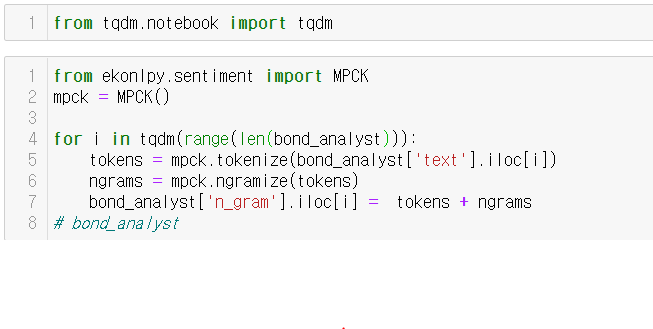 1 from tqdm.notebook import tqdm
1 from ekonlpy.sentiment import MPCK
2 mpck = MPCK()
3
4 for i in tqdm(range(len(bond_analyst))):
5     tokens = mpck.tokenize(bond_analyst['text'].iloc[i])
6     ngrams = mpck.ngramize(tokens)
7     bond_analyst['n_gram'].iloc[i] =  tokens + ngrams
8 # bond_analyst